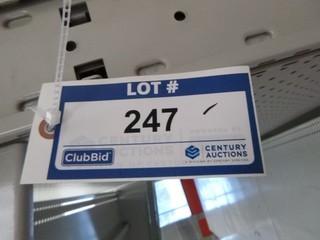 LOT #
247
ClubBid
CENTURY
AUCTIONS